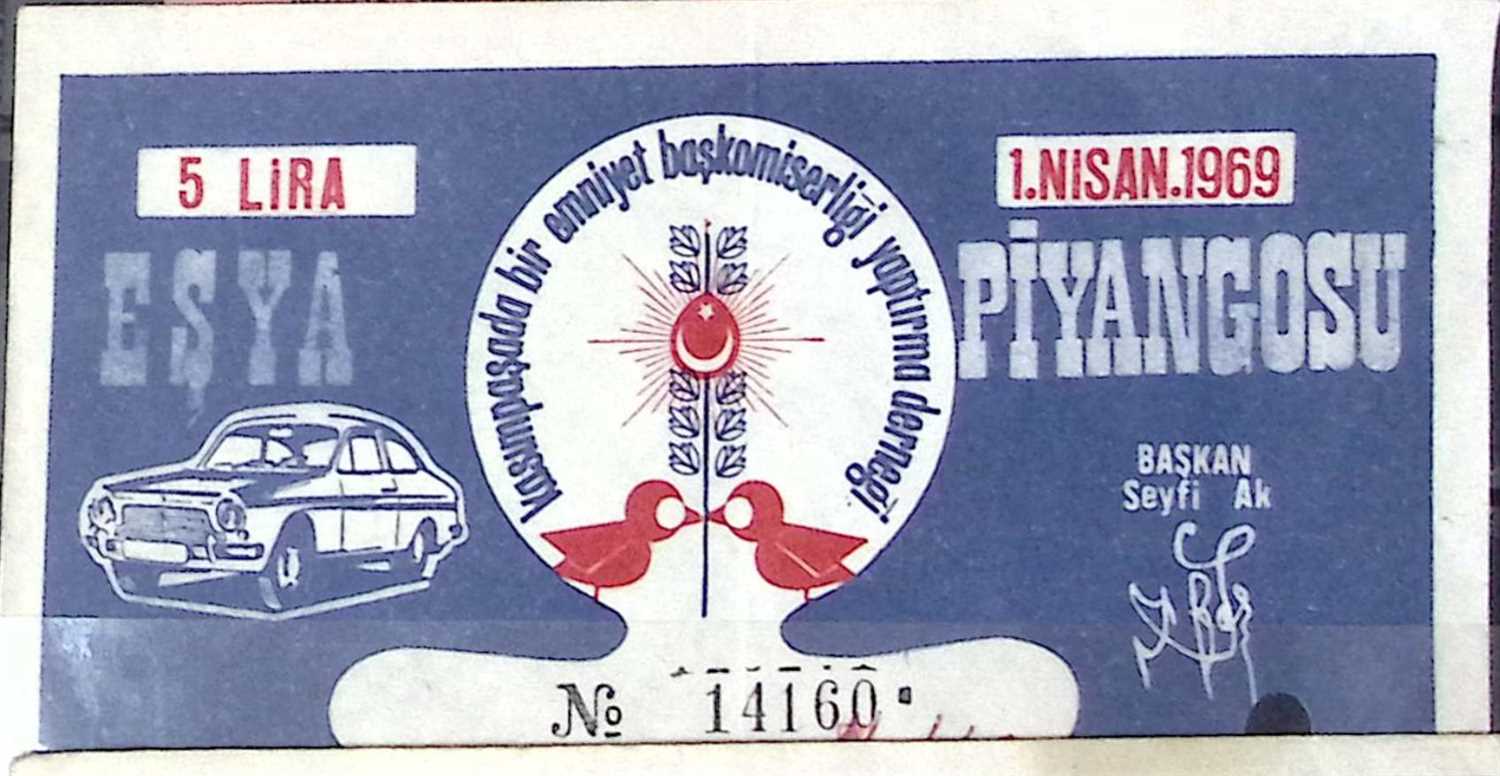 5 LİRA
1.NİSAN.1969
EŞYA
PİYANGOSU
kasımpaşada bir emniyet başkomiserliği yaptırma derneği
BAŞKAN
Seyfi Ak
№ 14160